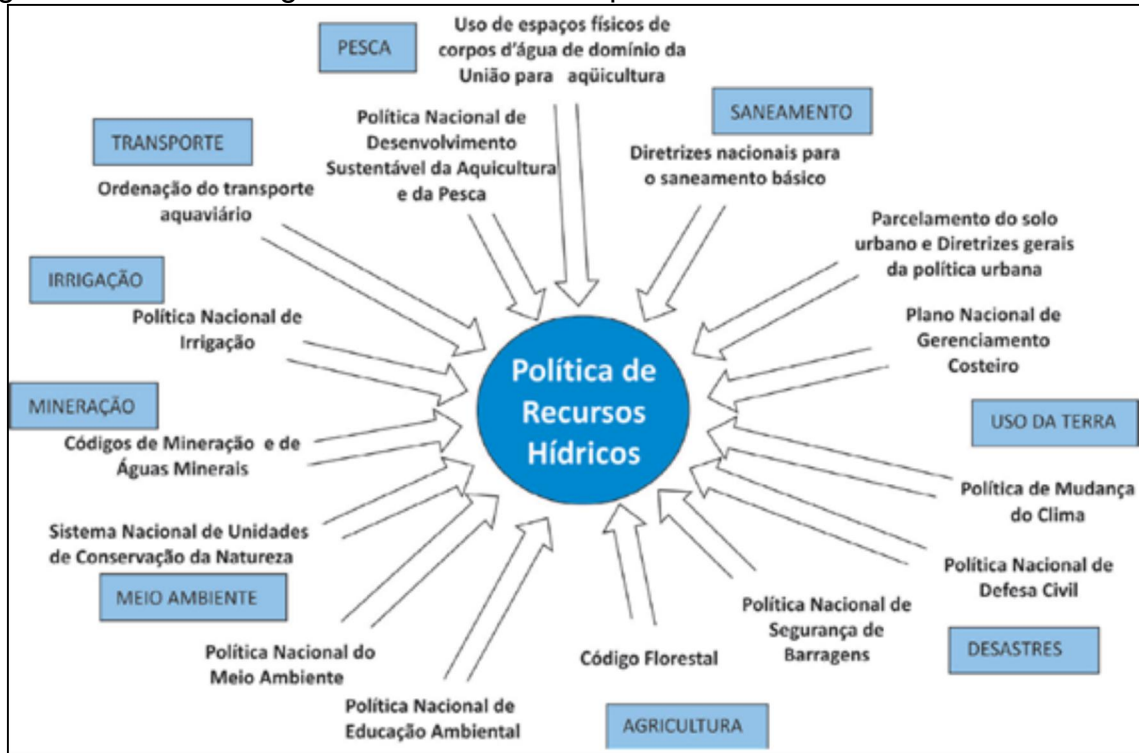 PESCA
Uso de espaços físicos de
corpos d'água de domínio da
União para aqüicultura
Política Nacional de
Desenvolvimento
Sustentável da Aquicultura
e da Pesca
SANEAMENTO
Diretrizes nacionais para
o saneamento básico
TRANSPORTE
Ordenação do transporte
aquaviário
Parcelamento do solo
urbano e Diretrizes gerais
da política urbana
IRRIGAÇÃO
Política Nacional de
Irrigação
Plano Nacional de
Gerenciamento
Costeiro
Política de
Recursos
Hídricos
MINERAÇÃO
Códigos de Mineração e de
Águas Minerais
USO DA TERRA
Política de Mudança
do Clima
Sistema Nacional de Unidades
de Conservação da Natureza
MEIO AMBIENTE
Política Nacional de
Defesa Civil
DESASTRES
Política Nacional de
Segurança de
Barragens
Política Nacional do
Meio Ambiente
Código Florestal
AGRICULTURA
Política Nacional de
Educação Ambiental